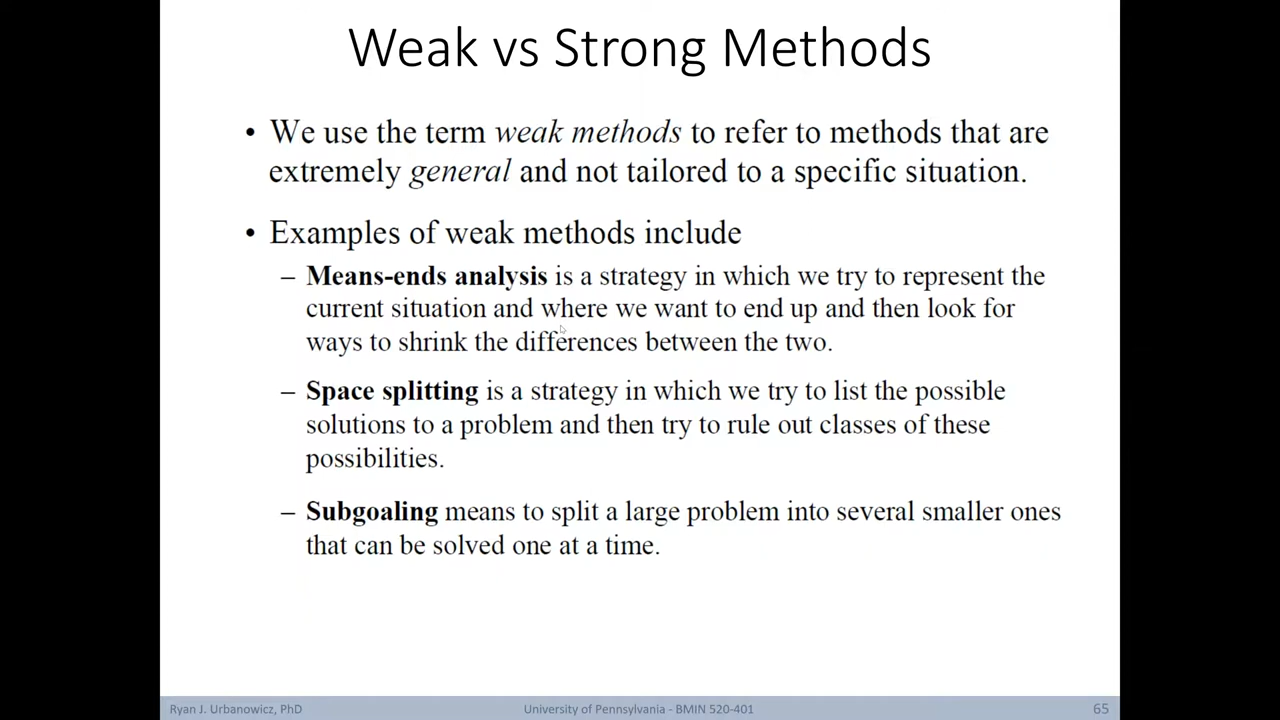 Weak vs Strong Methods
• We use the term weak methods to refer to methods that are
extremely general and not tailored to a specific situation.
• Examples of weak methods include
– Means-ends analysis is a strategy in which we try to represent the
current situation and where we want to end up and then look for
ways to shrink the differences between the two.
– Space splitting is a strategy in which we try to list the possible
solutions to a problem and then try to rule out classes of these
possibilities.
– Subgoaling means to split a large problem into several smaller ones
that can be solved one at a time.
Ryan J. Urbanowicz, PhD
University of Pennsylvania - BMIN 520-401
65